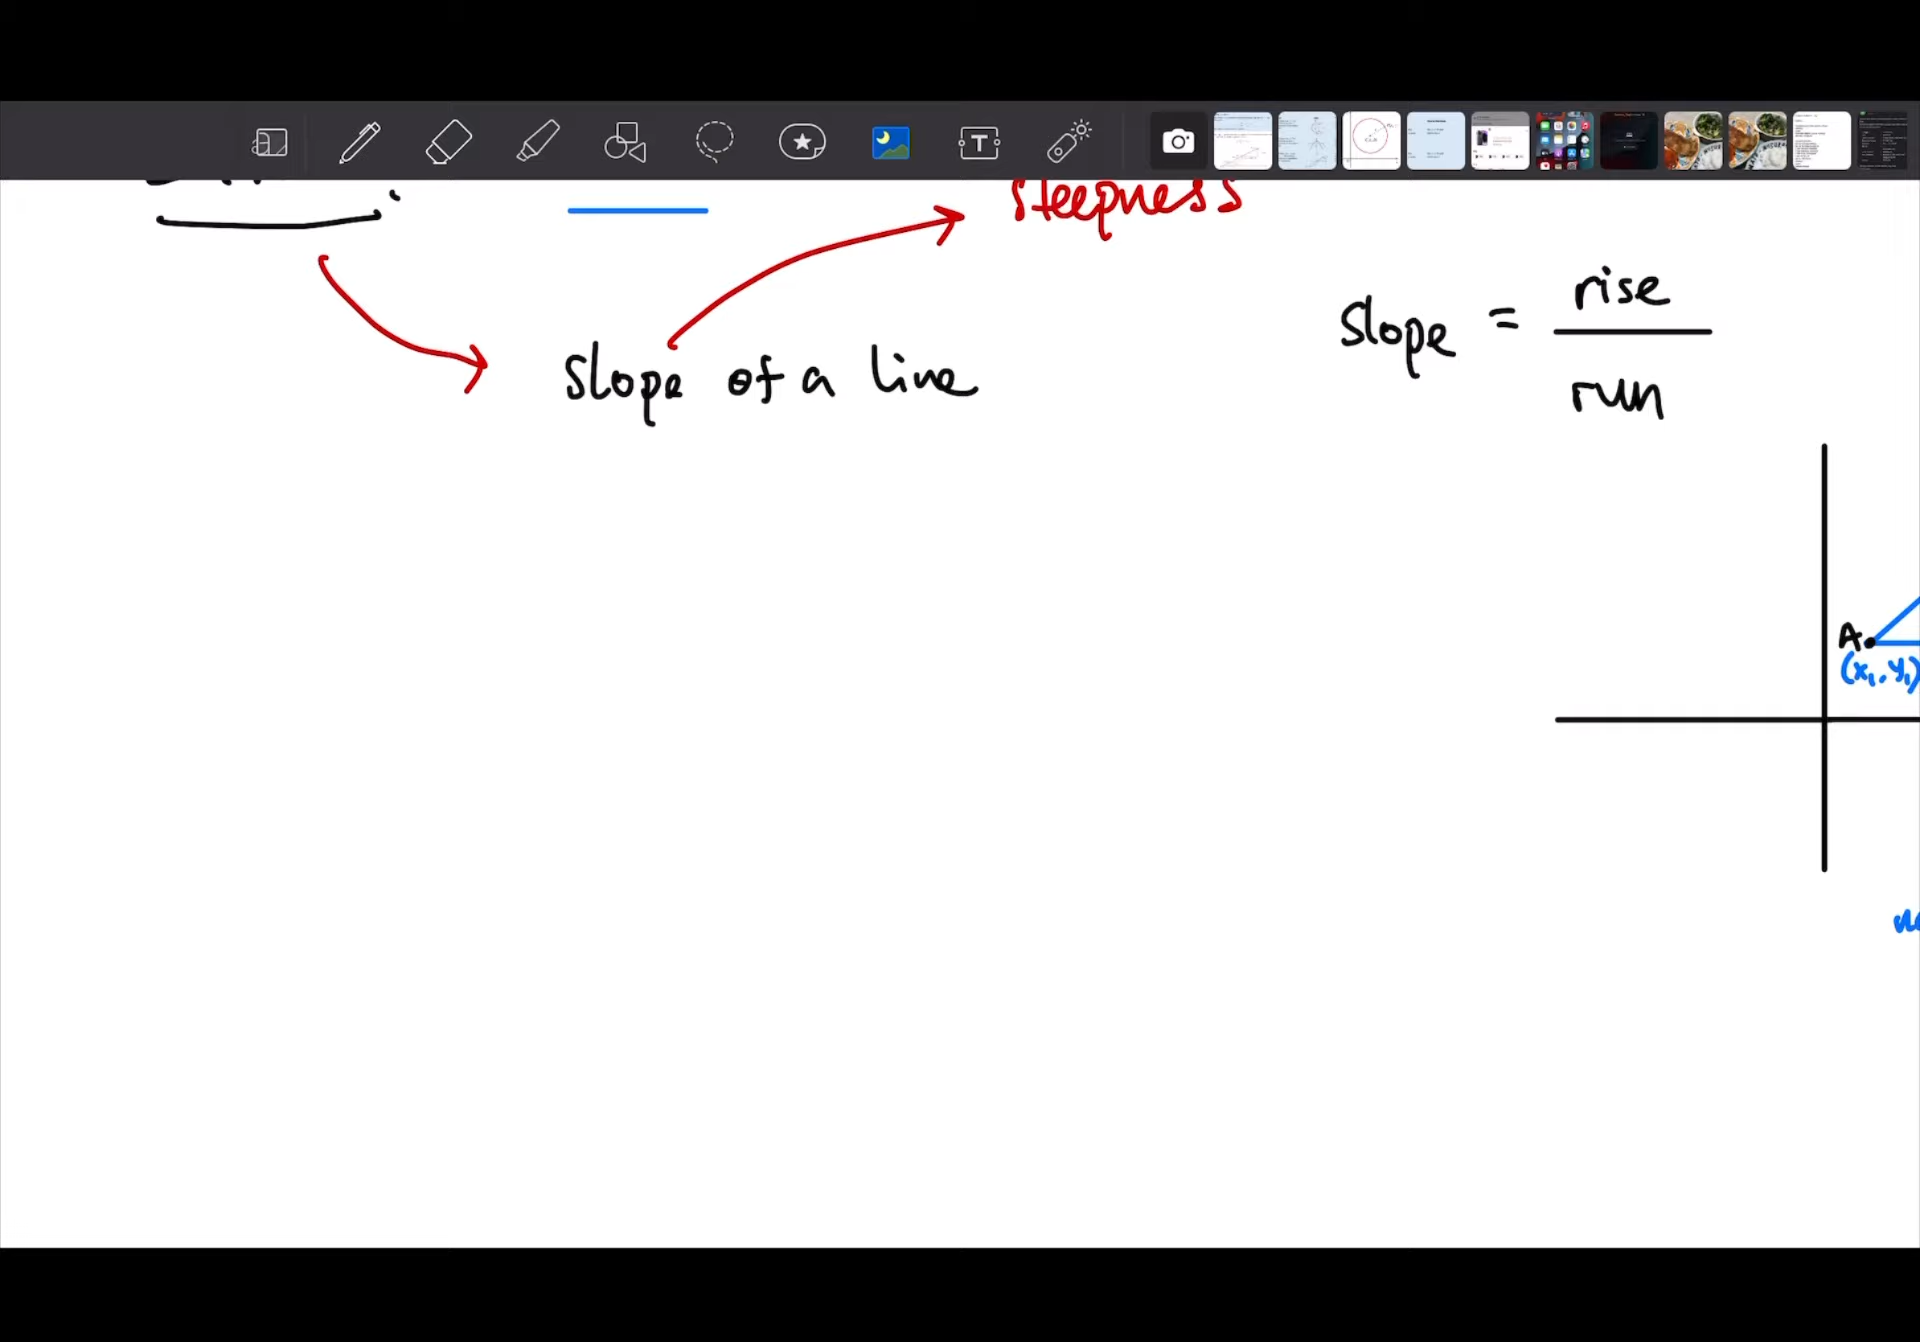 steepness
slope = rise
run
slope of a line
A
(x₁, y₁)